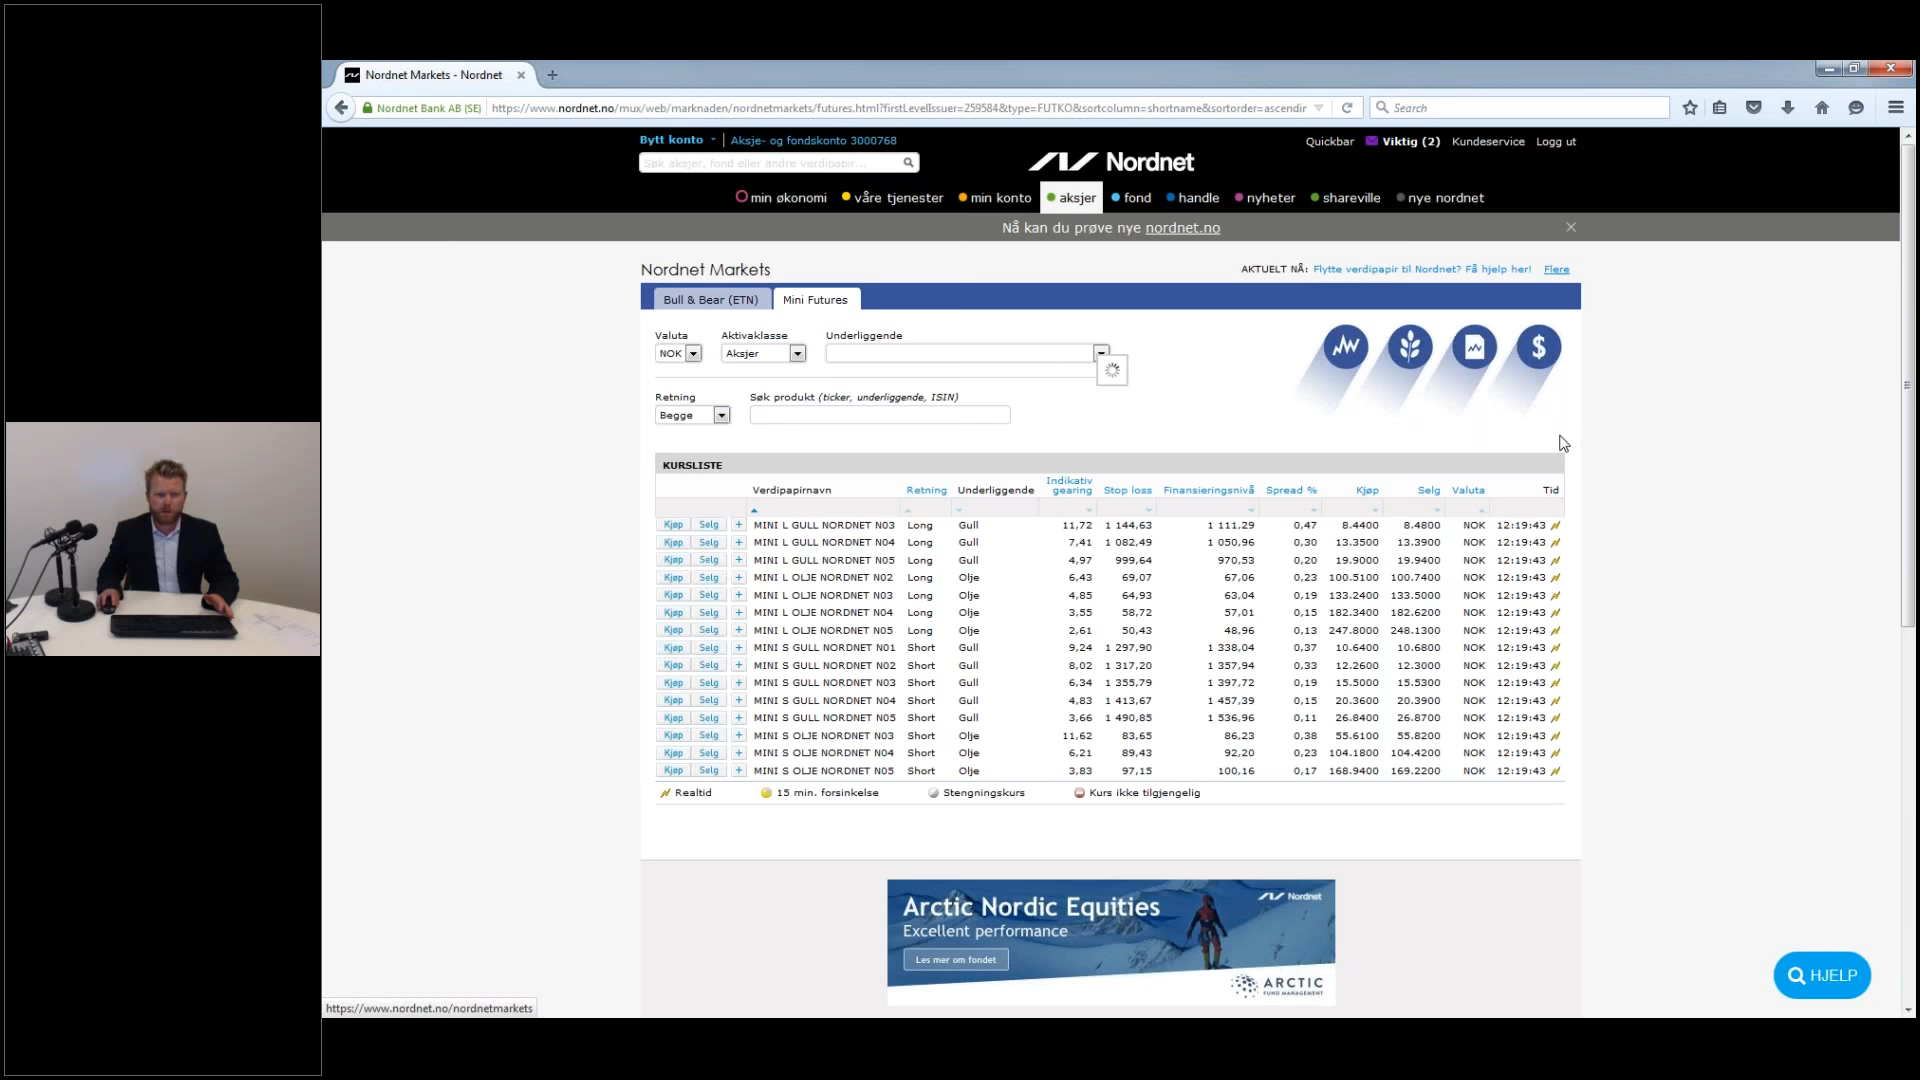 Nordnet Markets - Nordnet
Nordnet Bank AB (SE) https://www.nordnet.no/mux/web/marknaden/nordnetmarkets/futures.html?firstLevelIssuer=259584&type=FUTKO&sortcolumn=shortname&sortorder=ascendir Search
Bytt konto Aksje- og fondskonto 3000768 Quickbar Viktig (2) Kundeservice Logg ut
Søk aksjer, fond eller andre verdipapir... Nordnet
min økonomi våre tjenester min konto aksjer fond handle nyheter shareville nye nordnet
Nå kan du prøve nye nordnet.no
Nordnet Markets AKTUELT NÅ: Flytte verdipapir til Nordnet? Få hjelp her! Flere
Bull & Bear (ETN) Mini Futures
Valuta Aktivaklasse Underliggende
NOK Aksjer
Retning Søk produkt (ticker, underliggende, ISIN)
Begge
KURSLISTE
Verdipapirnavn Retning Underliggende Indikativ gearing Stop loss Finansieringsnivå Spread % Kjøp Selg Valuta Tid
Kjøp Selg + MINI L GULL NORDNET N03 Long Gull 11,72 1 144,63 1 111,29 0,47 8.4400 8.4800 NOK 12:19:43
Kjøp Selg + MINI L GULL NORDNET N04 Long Gull 7,41 1 082,49 1 050,96 0,30 13.3500 13.3900 NOK 12:19:43
Kjøp Selg + MINI L GULL NORDNET N05 Long Gull 4,97 999,64 970,53 0,20 19.9000 19.9400 NOK 12:19:43
Kjøp Selg + MINI L OLJE NORDNET N02 Long Olje 6,43 69,07 67,06 0,23 100.5100 100.7400 NOK 12:19:43
Kjøp Selg + MINI L OLJE NORDNET N03 Long Olje 4,85 64,93 63,04 0,19 133.2400 133.5000 NOK 12:19:43
Kjøp Selg + MINI L OLJE NORDNET N04 Long Olje 3,55 58,72 57,01 0,15 182.3400 182.6200 NOK 12:19:43
Kjøp Selg + MINI L OLJE NORDNET N05 Long Olje 2,61 50,43 48,96 0,13 247.8000 248.1300 NOK 12:19:43
Kjøp Selg + MINI S GULL NORDNET N01 Short Gull 9,24 1 297,90 1 338,04 0,37 10.6400 10.6800 NOK 12:19:43
Kjøp Selg + MINI S GULL NORDNET N02 Short Gull 8,02 1 317,20 1 357,94 0,33 12.2600 12.3000 NOK 12:19:43
Kjøp Selg + MINI S GULL NORDNET N03 Short Gull 6,34 1 355,79 1 397,72 0,19 15.5000 15.5300 NOK 12:19:43
Kjøp Selg + MINI S GULL NORDNET N04 Short Gull 4,83 1 413,67 1 457,39 0,15 20.3600 20.3900 NOK 12:19:43
Kjøp Selg + MINI S GULL NORDNET N05 Short Gull 3,66 1 490,85 1 536,96 0,11 26.8400 26.8700 NOK 12:19:43
Kjøp Selg + MINI S OLJE NORDNET N03 Short Olje 11,62 83,65 86,23 0,38 55.6100 55.8200 NOK 12:19:43
Kjøp Selg + MINI S OLJE NORDNET N04 Short Olje 6,21 89,43 92,20 0,23 104.1800 104.4200 NOK 12:19:43
Kjøp Selg + MINI S OLJE NORDNET N05 Short Olje 3,83 97,15 100,16 0,17 168.9400 169.2200 NOK 12:19:43
Realtid 15 min. forsinkelse Stengningskurs Kurs ikke tilgjengelig
Arctic Nordic Equities Nordnet
Excellent performance
Les mer om fondet
ARCTIC
FUND MANAGEMENT
HJELP
https://www.nordnet.no/nordnetmarkets